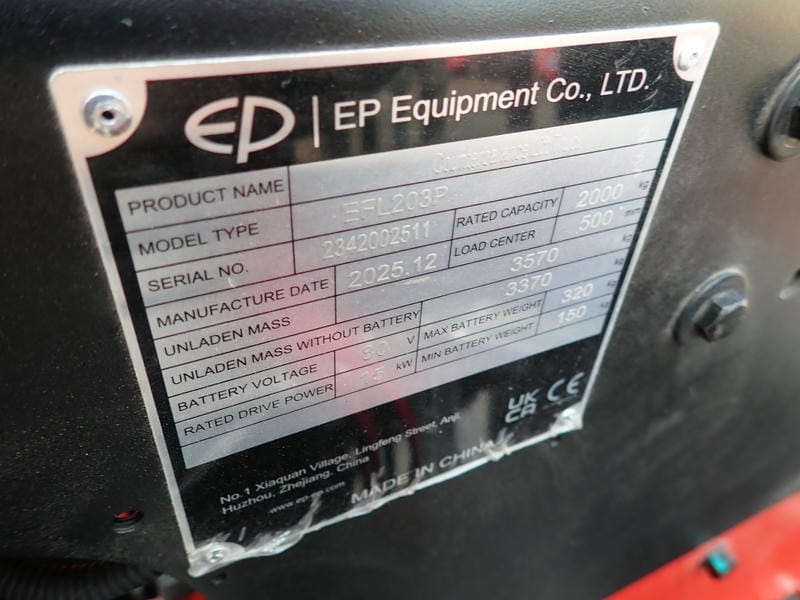 EP | EP Equipment Co., LTD.
PRODUCT NAME Counterbalance
MODEL TYPE EFL203P
SERIAL NO. 2342002511 RATED CAPACITY 2000 kg
MANUFACTURE DATE 2025.12 LOAD CENTER 500 mm
UNLADEN MASS 3570 kg
UNLADEN MASS WITHOUT BATTERY 3370 kg
BATTERY VOLTAGE 80 V MAX BATTERY WEIGHT 320 kg
RATED DRIVE POWER 15 kW MIN BATTERY WEIGHT 150 kg
UK CA CE
No.1 Xiaquan Village, Lingfeng Street, Anji,
Huzhou, Zhejiang, China
www.ep-ep.com
MADE IN CHINA